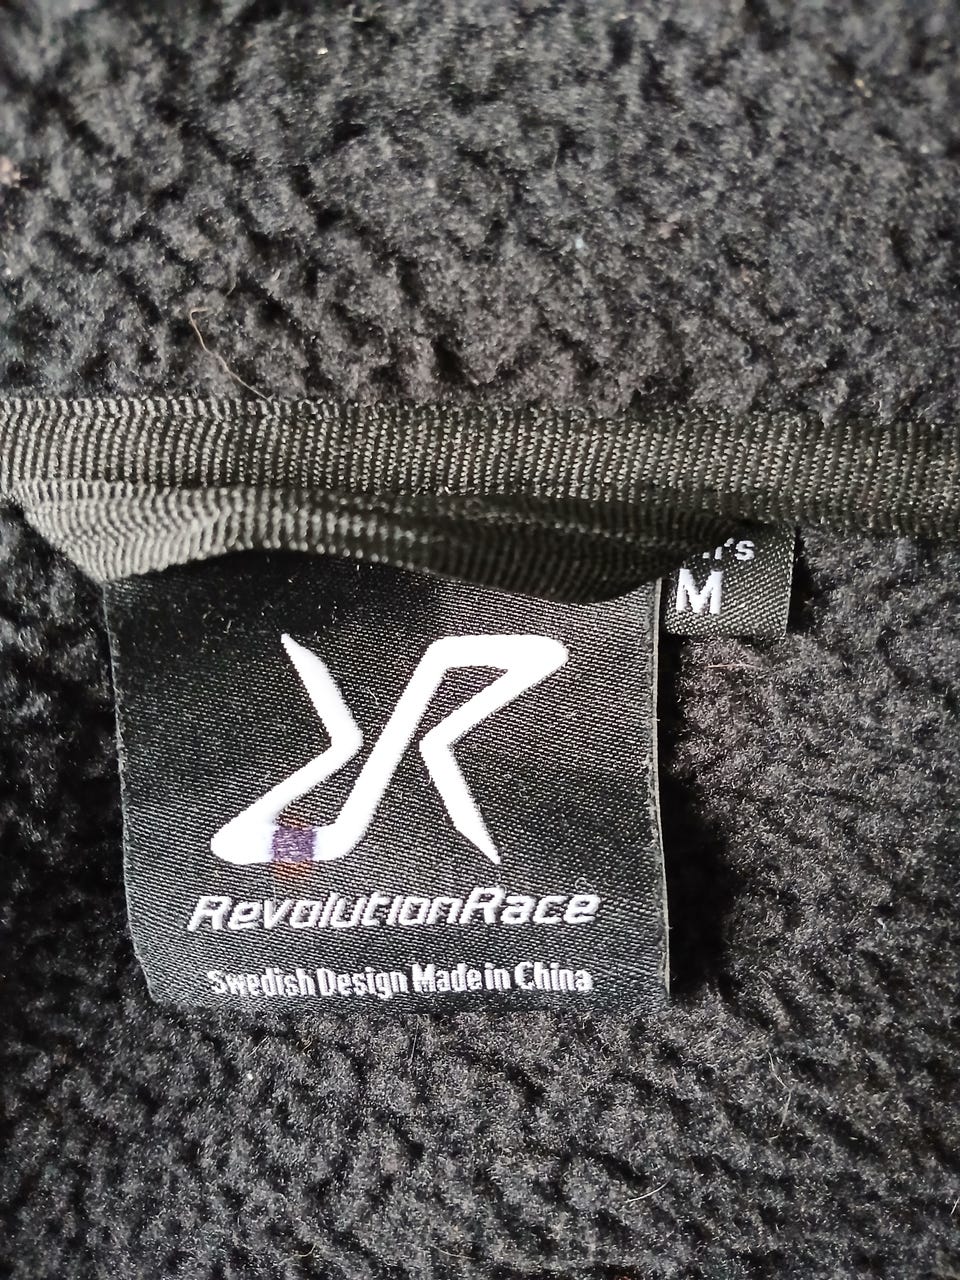 M
RevolutionRace
Swedish Design Made in China